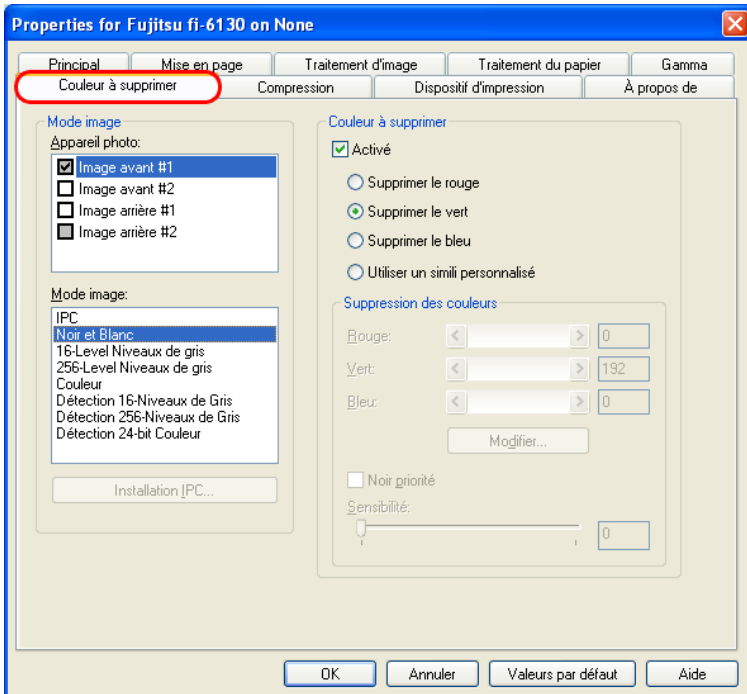 Properties for Fujitsu fi-6130 on None
Principal
Mise en page
Traitement d'image
Traitement du papier
Gamma
Couleur à supprimer
Compression
Dispositif d'impression
À propos de
Mode image
Appareil photo:
Image avant #1
Image avant #2
Image arrière #1
Image arrière #2
Mode image:
IPC
Noir et Blanc
16-Level Niveaux de gris
256-Level Niveaux de gris
Couleur
Détection 16-Niveaux de Gris
Détection 256-Niveaux de Gris
Détection 24-bit Couleur
Installation IPC...
Couleur à supprimer
Activé
Supprimer le rouge
Supprimer le vert
Supprimer le bleu
Utiliser un simili personnalisé
Suppression des couleurs
Rouge: 0
Vert: 192
Bleu: 0
Modifier...
Noir priorité
Sensibilité:
0
OK
Annuler
Valeurs par défaut
Aide